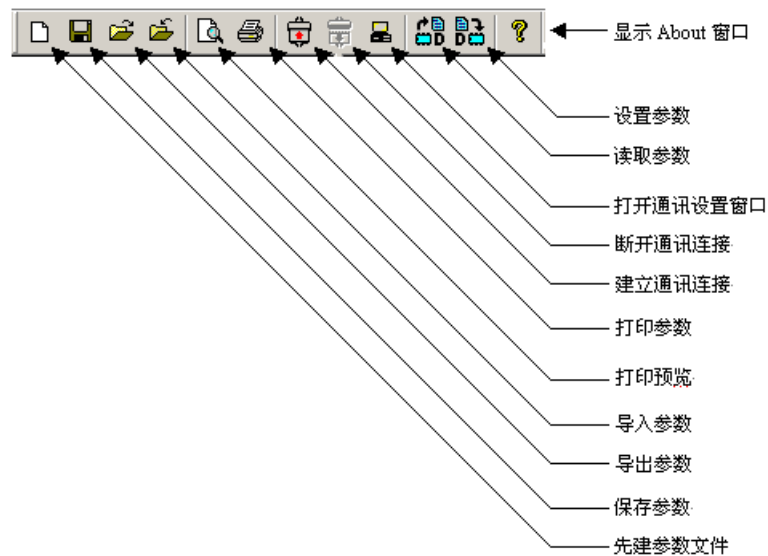 显示 About 窗口
设置参数
读取参数
打开通讯设置窗口
断开通讯连接
建立通讯连接
打印参数
打印预览
导入参数
导出参数
保存参数
先建参数文件